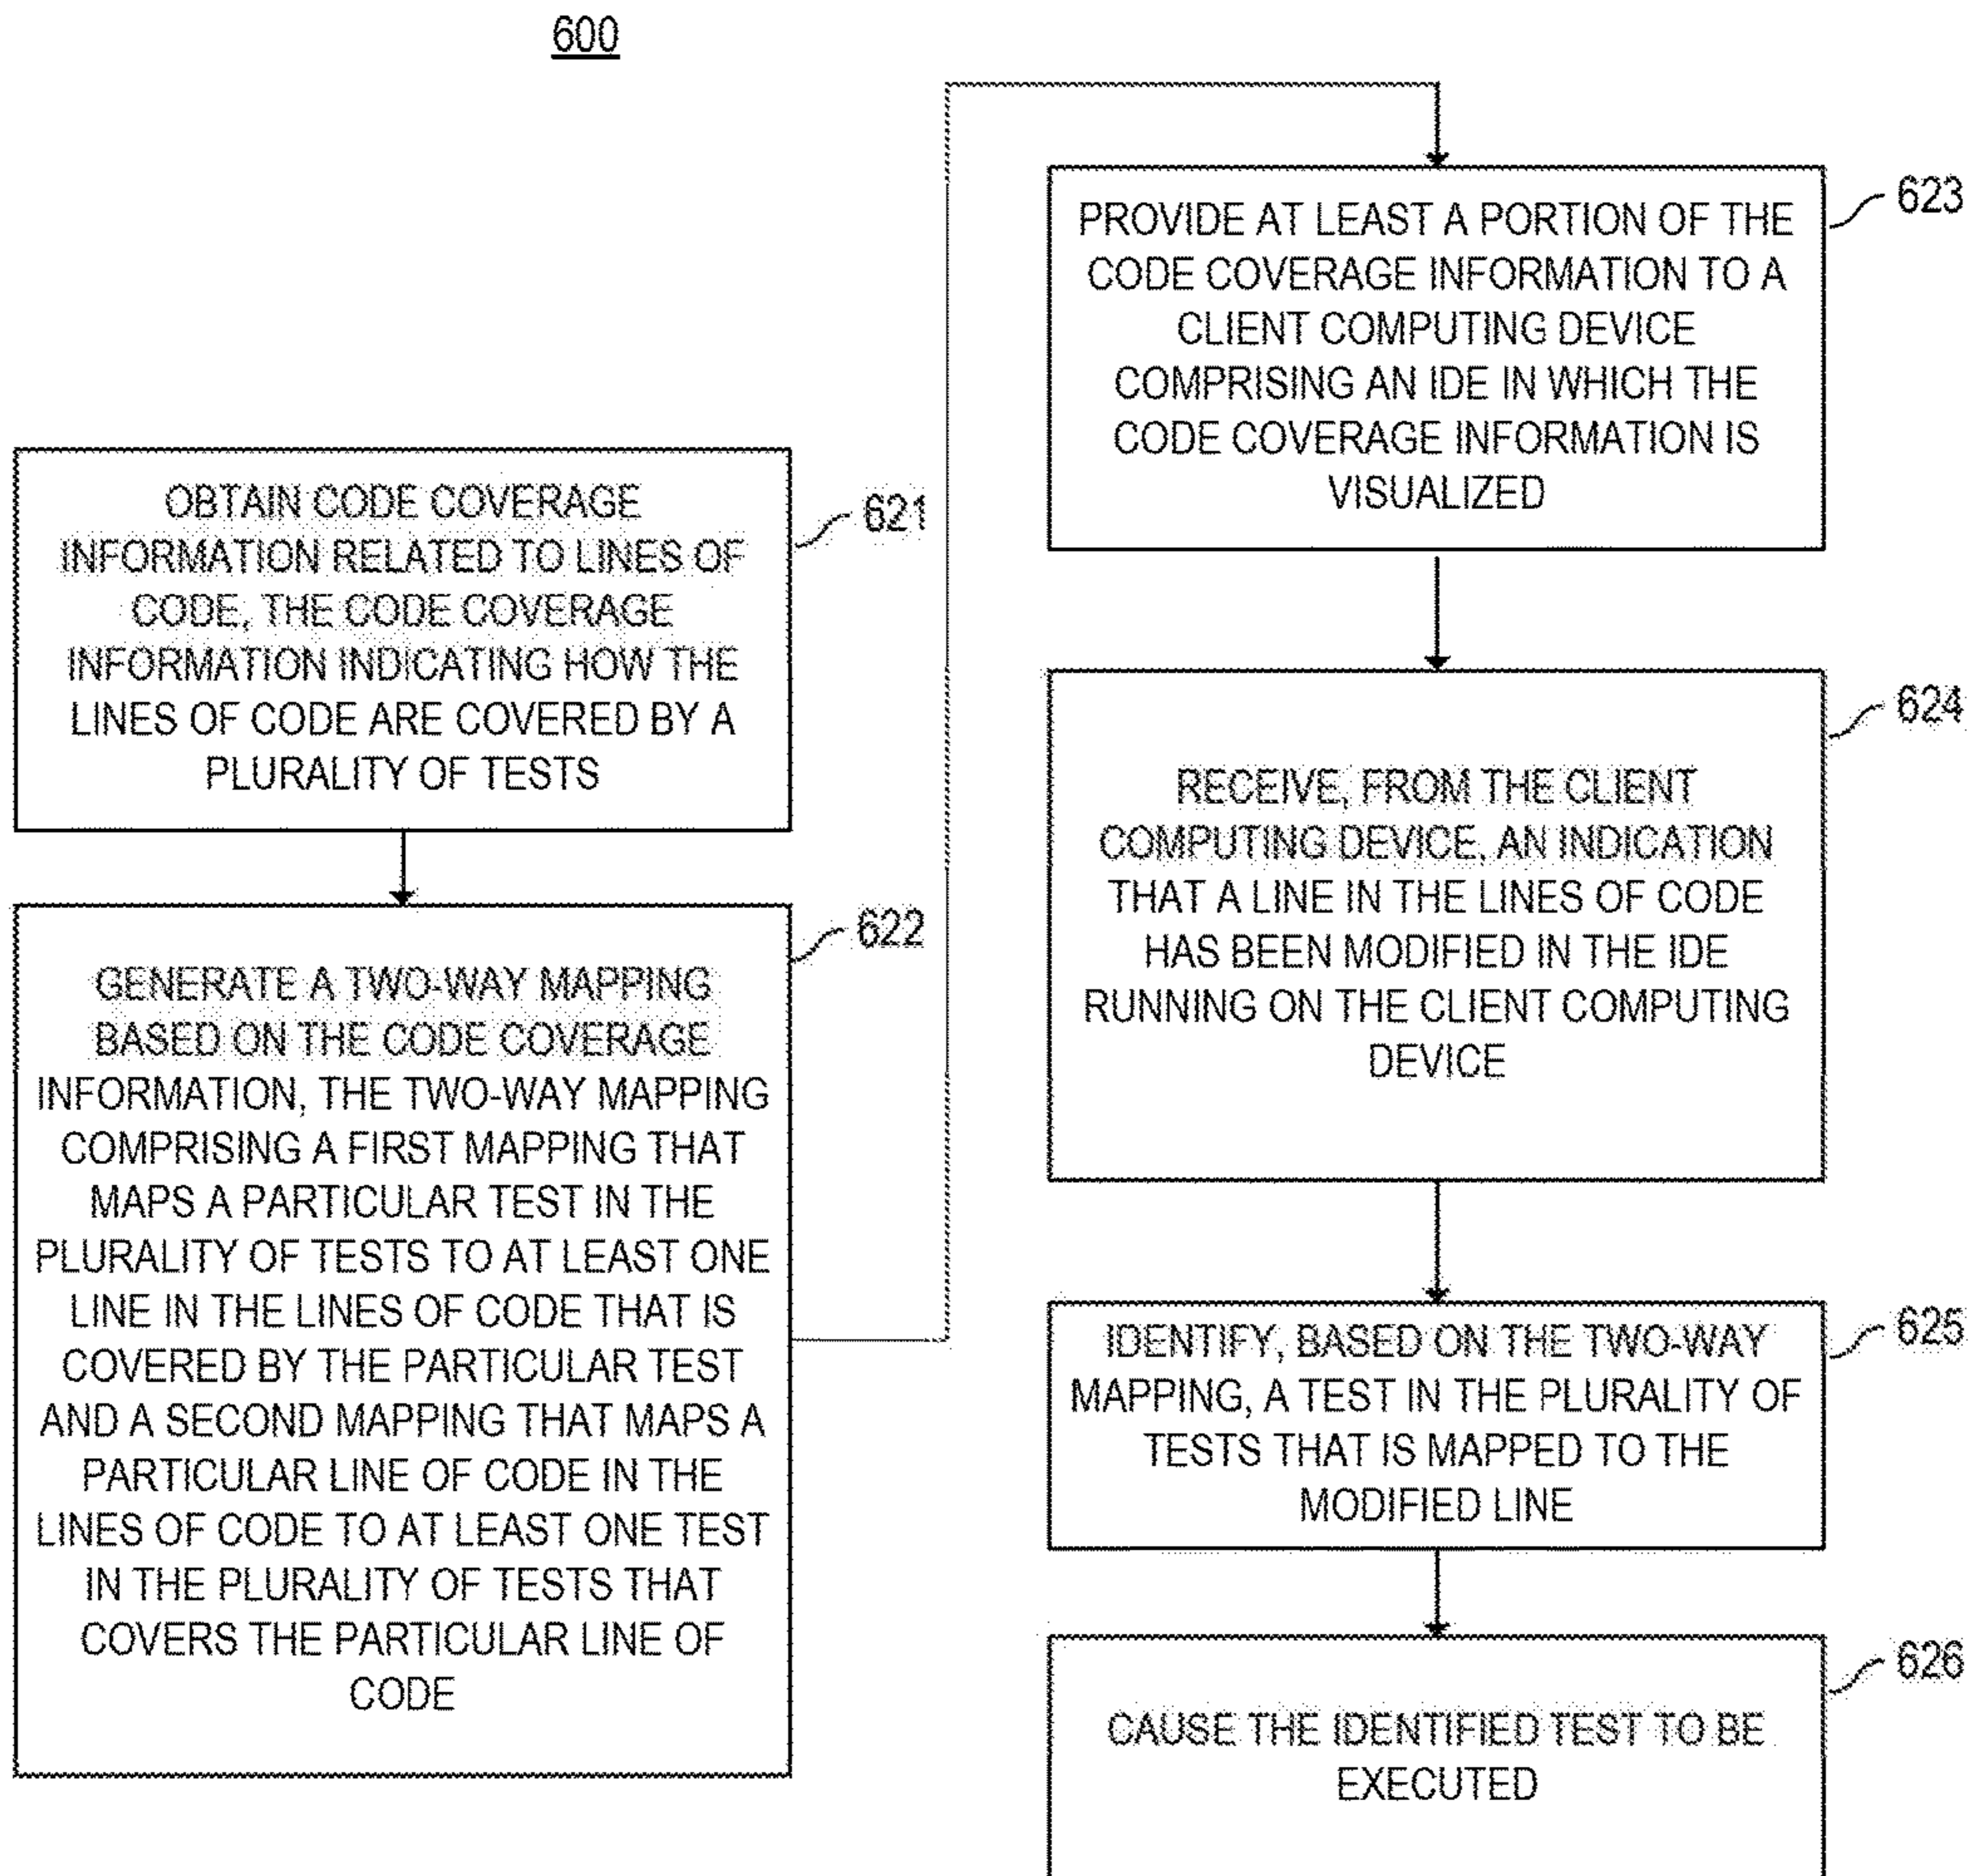 600
OBTAIN CODE COVERAGE
INFORMATION RELATED TO LINES OF
CODE, THE CODE COVERAGE
INFORMATION INDICATING HOW THE
LINES OF CODE ARE COVERED BY A
PLURALITY OF TESTS
621
GENERATE A TWO-WAY MAPPING
BASED ON THE CODE COVERAGE
INFORMATION, THE TWO-WAY MAPPING
COMPRISING A FIRST MAPPING THAT
MAPS A PARTICULAR TEST IN THE
PLURALITY OF TESTS TO AT LEAST ONE
LINE IN THE LINES OF CODE THAT IS
COVERED BY THE PARTICULAR TEST
AND A SECOND MAPPING THAT MAPS A
PARTICULAR LINE OF CODE IN THE
LINES OF CODE TO AT LEAST ONE TEST
IN THE PLURALITY OF TESTS THAT
COVERS THE PARTICULAR LINE OF
CODE
622
PROVIDE AT LEAST A PORTION OF THE
CODE COVERAGE INFORMATION TO A
CLIENT COMPUTING DEVICE
COMPRISING AN IDE IN WHICH THE
CODE COVERAGE INFORMATION IS
VISUALIZED
623
RECEIVE, FROM THE CLIENT
COMPUTING DEVICE, AN INDICATION
THAT A LINE IN THE LINES OF CODE
HAS BEEN MODIFIED IN THE IDE
RUNNING ON THE CLIENT COMPUTING
DEVICE
624
IDENTIFY, BASED ON THE TWO-WAY
MAPPING, A TEST IN THE PLURALITY OF
TESTS THAT IS MAPPED TO THE
MODIFIED LINE
625
CAUSE THE IDENTIFIED TEST TO BE
EXECUTED
626